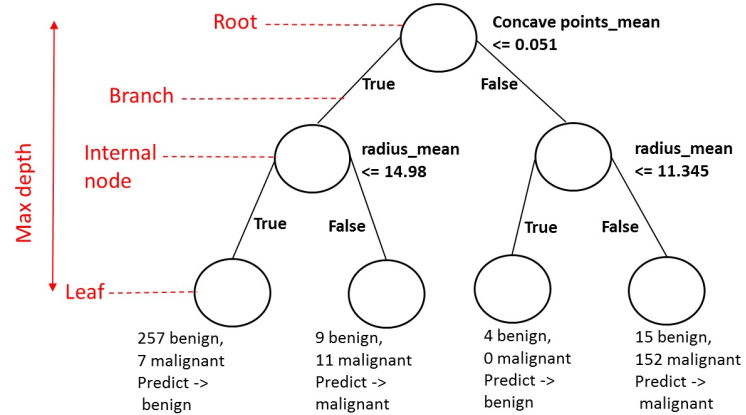 Root
Concave points_mean
<= 0.051
True
False
Branch
Internal
node
radius_mean
<= 14.98
radius_mean
<= 11.345
Max depth
True
False
True
False
Leaf
257 benign,
7 malignant
Predict ->
benign
9 benign,
11 malignant
Predict ->
malignant
4 benign,
0 malignant
Predict ->
benign
15 benign,
152 malignant
Predict ->
malignant